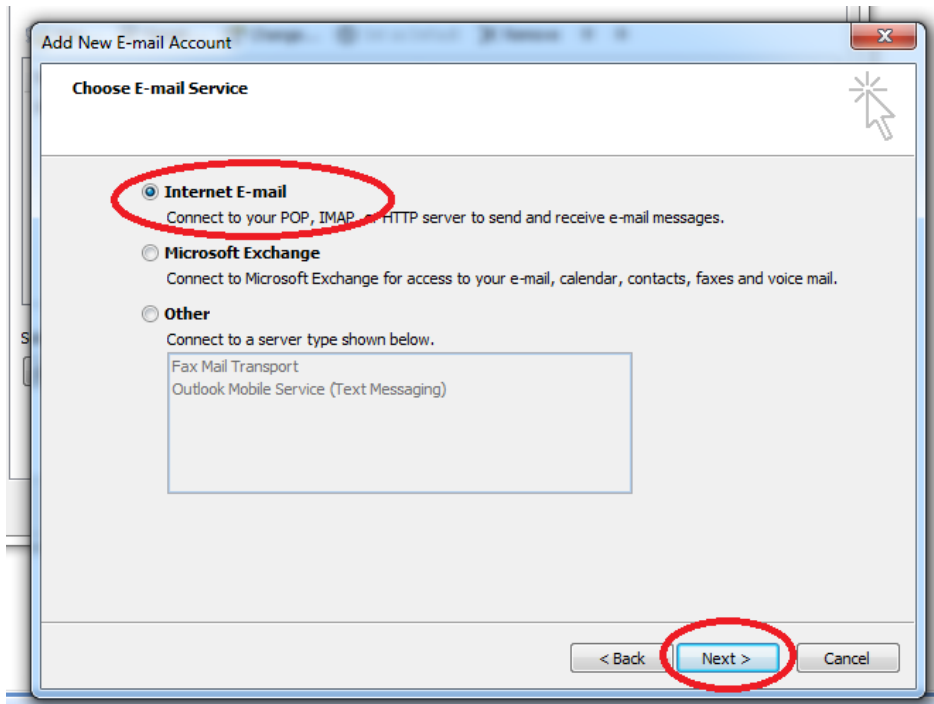 Add New E-mail Account
Choose E-mail Service
Internet E-mail
Connect to your POP, IMAP, or HTTP server to send and receive e-mail messages.
Microsoft Exchange
Connect to Microsoft Exchange for access to your e-mail, calendar, contacts, faxes and voice mail.
Other
Connect to a server type shown below.
Fax Mail Transport
Outlook Mobile Service (Text Messaging)
< Back Next > Cancel